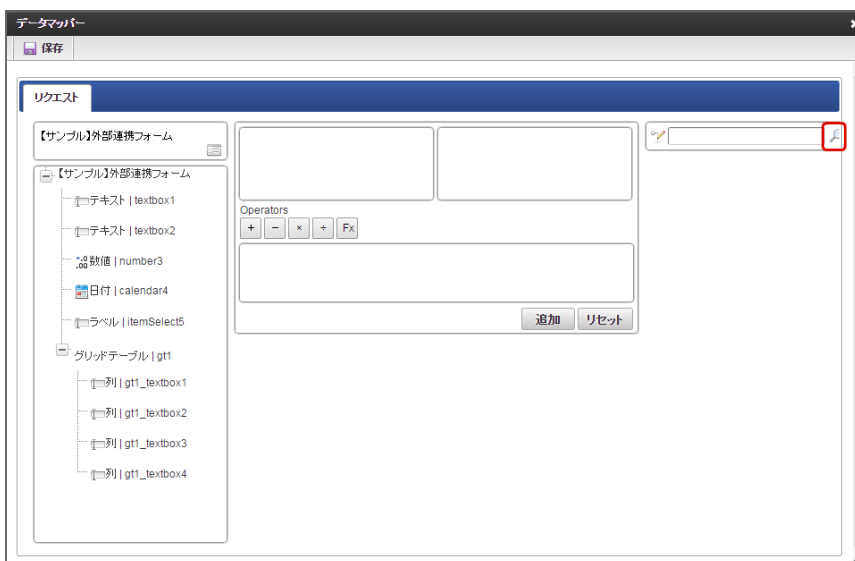 データマッパー
保存
リクエスト
【サンプル】外部連携フォーム
【サンプル】外部連携フォーム
テキスト | textbox1
テキスト | textbox2
数値 | number3
日付 | calendar4
ラベル | itemSelect5
グリッドテーブル | gt1
列 | gt1_textbox1
列 | gt1_textbox2
列 | gt1_textbox3
列 | gt1_textbox4
Operators
+ − × ÷ Fx
追加 リセット